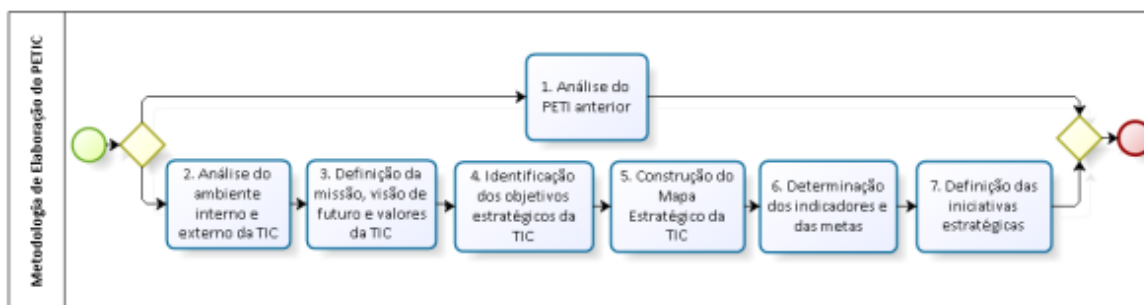 Metodologia de Elaboração do PETIC
1. Análise do
PETI anterior
2. Análise do
ambiente
interno e
externo da TIC
3. Definição da
missão, visão de
futuro e valores
da TIC
4. Identificação
dos objetivos
estratégicos da
TIC
5. Construção do
Mapa
Estratégico da
TIC
6. Determinação
dos indicadores e
das metas
7. Definição das
iniciativas
estratégicas